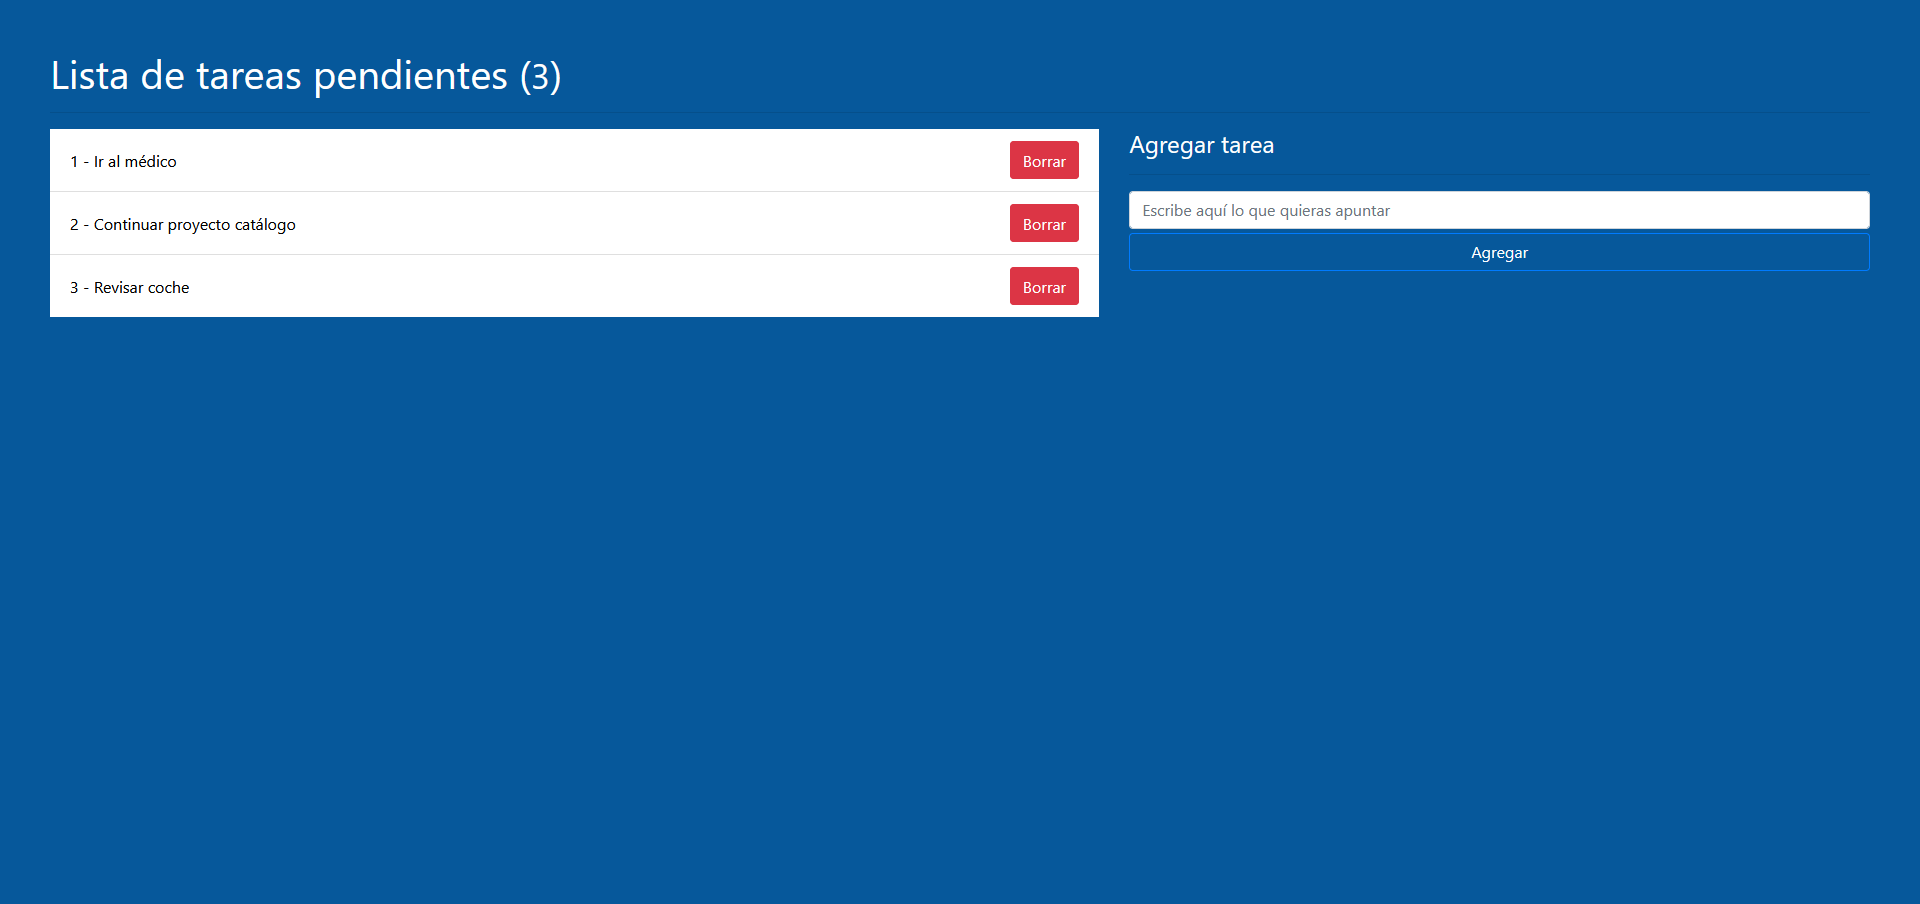 Lista de tareas pendientes (3)
1 - Ir al médico
Borrar
2 - Continuar proyecto catálogo
Borrar
3 - Revisar coche
Borrar
Agregar tarea
Escribe aquí lo que quieras apuntar
Agregar